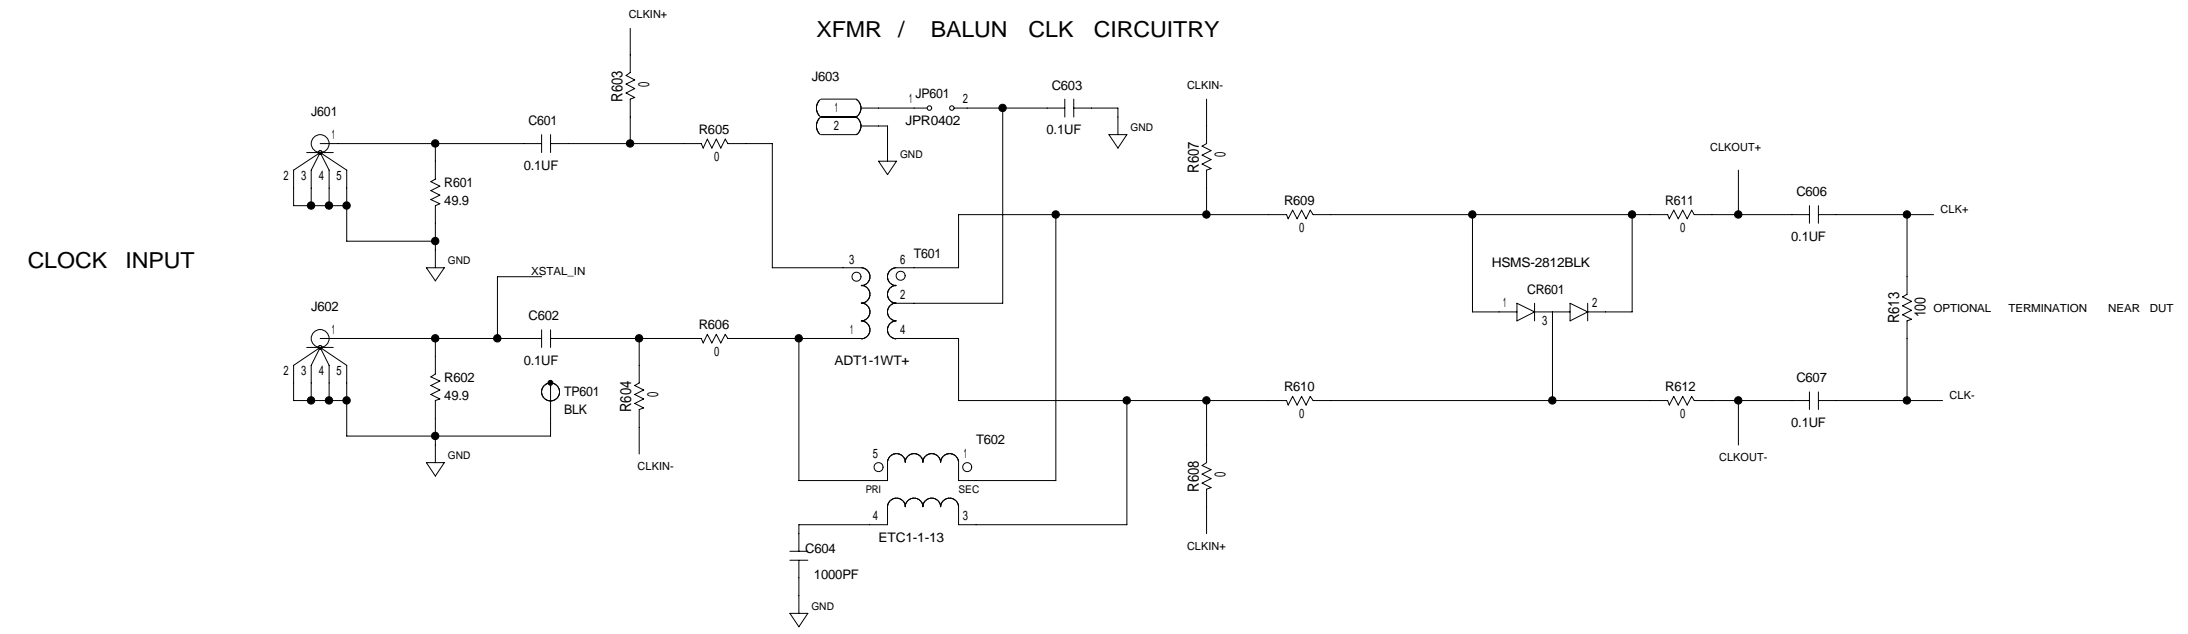 XFMR / BALUN CLK CIRCUITRY
CLOCK INPUT
J601
1
2 3 4 5
R601
49.9
GND
C601
0.1UF
CLKIN+
R603
0
R605
0
J602
1
2 3 4 5
R602
49.9
GND
XSTAL_IN
C602
0.1UF
TP601
BLK
R604
0
CLKIN-
R606
0
J603
1
2
GND
1 JP601 2
JPR0402
C603
0.1UF
GND
T601
3 6
2
1 4
ADT1-1WT+
T602
5 1
PRI SEC
4 3
ETC1-1-13
C604
1000PF
GND
CLKIN-
R607
0
R608
0
CLKIN+
R609
0
R610
0
HSMS-2812BLK
CR601
1 2
3
R611
0
R612
0
CLKOUT+
CLKOUT-
C606
0.1UF
C607
0.1UF
CLK+
R613
100
OPTIONAL TERMINATION NEAR DUT
CLK-